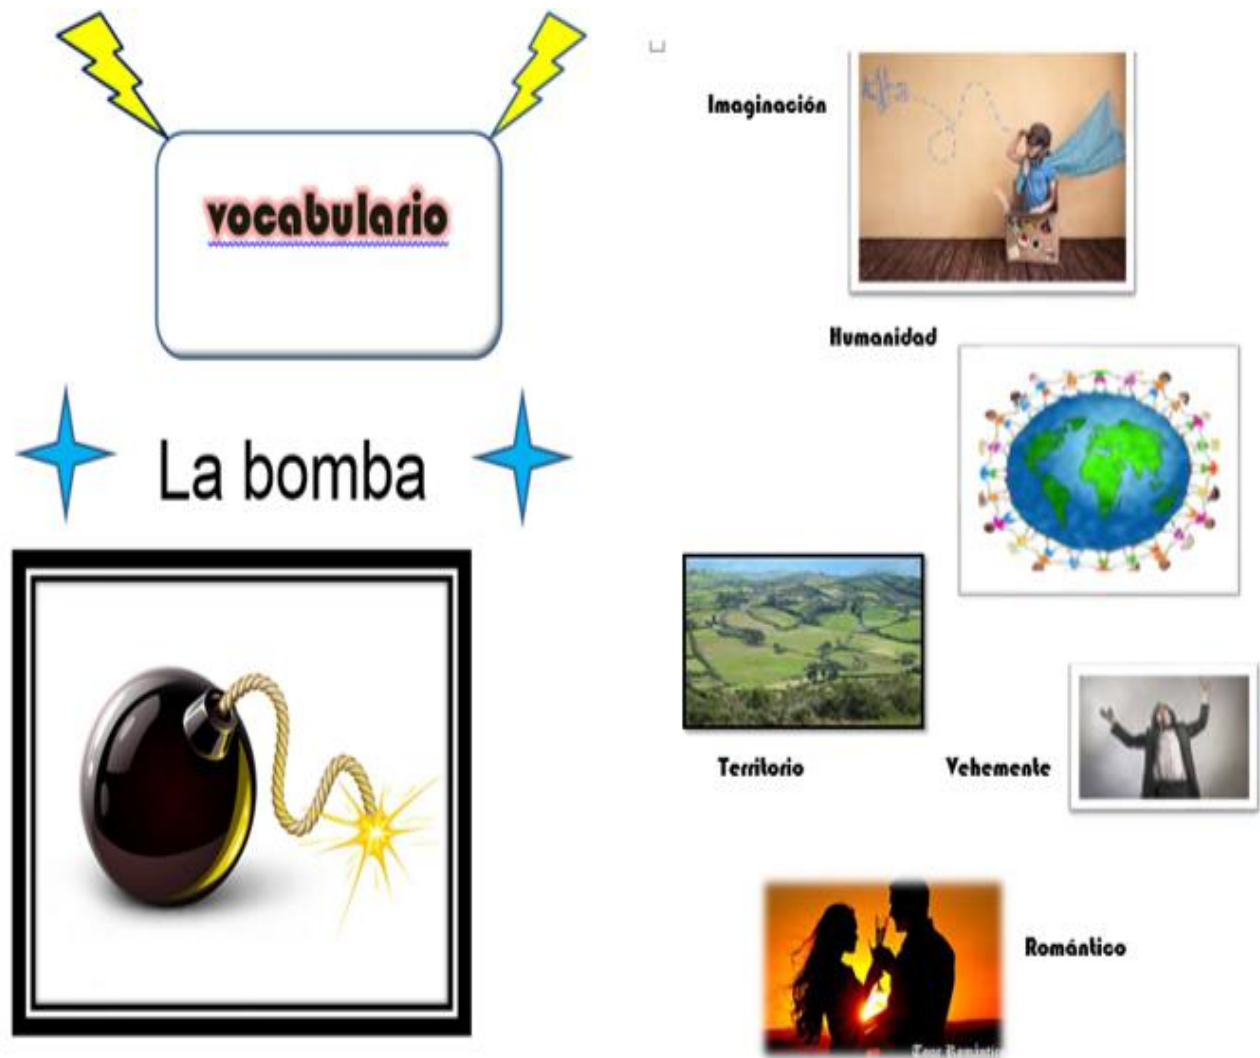 vocabulario
La bomba
Imaginación
Humanidad
Territorio
Vehemente
Romántico